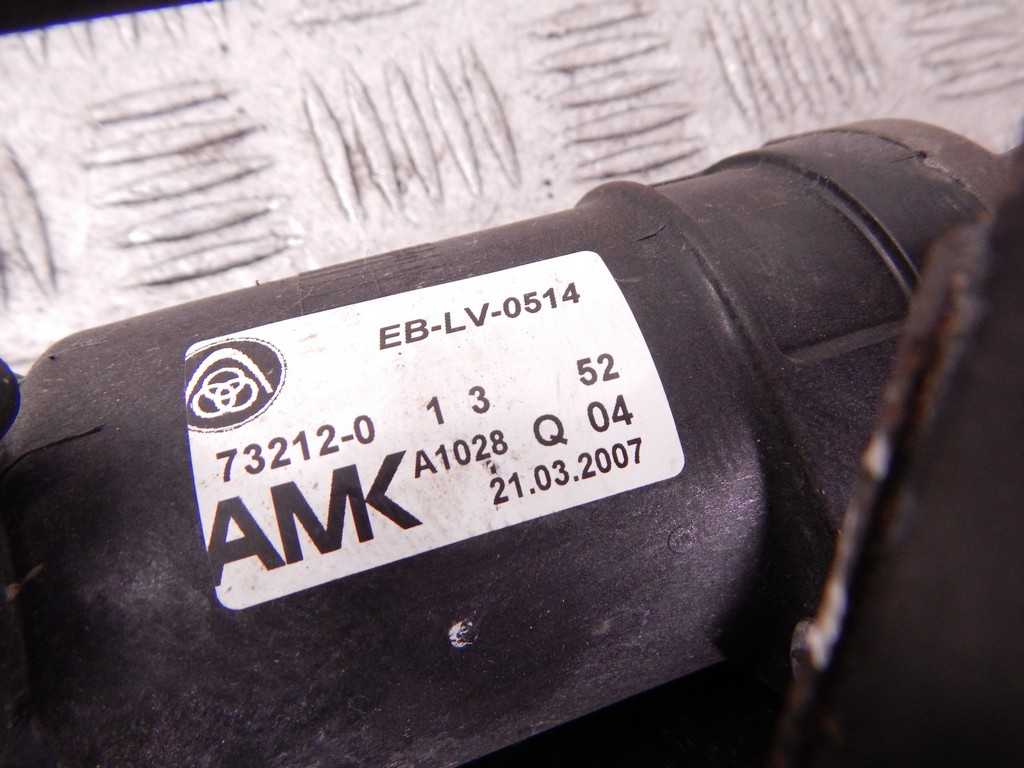 EB-LV-0514
73212-0 1 3 52
AMK A1028 Q 04
21.03.2007